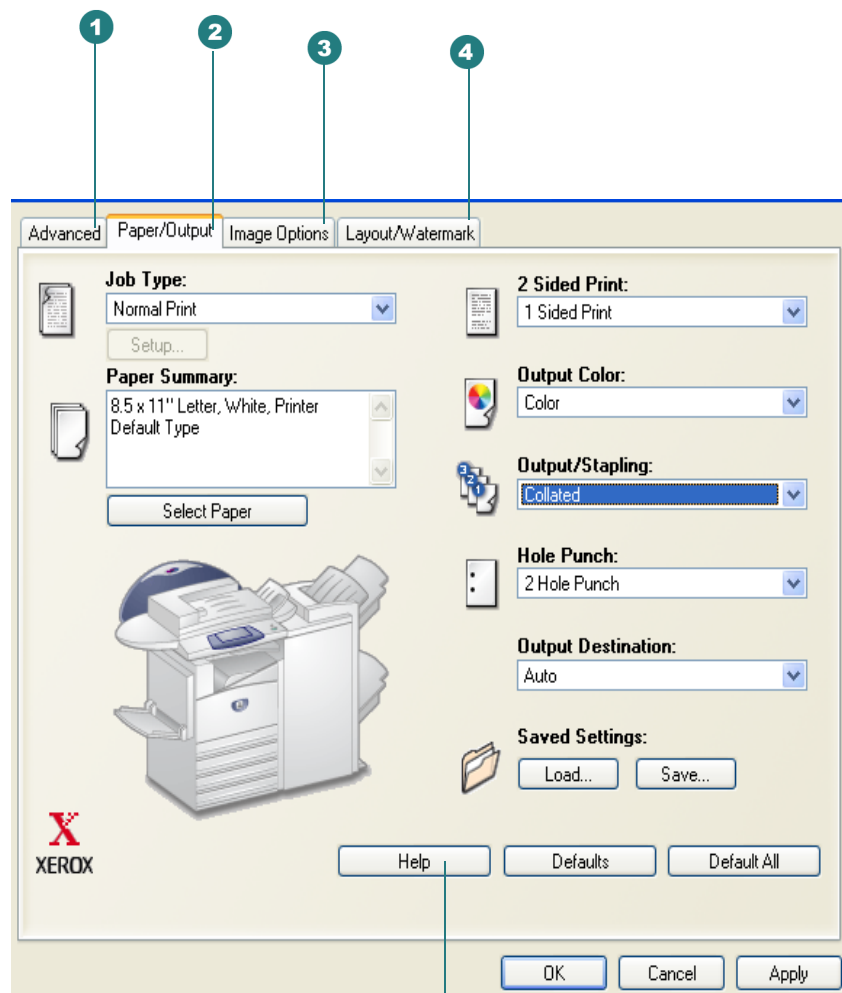 1
2
3
4
Advanced
Paper/Output
Image Options
Layout/Watermark
Job Type:
Normal Print
Setup...
Paper Summary:
8.5 x 11" Letter, White, Printer
Default Type
Select Paper
2 Sided Print:
1 Sided Print
Output Color:
Color
Output/Stapling:
3
2
1
Collated
Hole Punch:
2 Hole Punch
Output Destination:
Auto
Saved Settings:
Load...
Save...
X
XEROX
Help
Defaults
Default All
OK
Cancel
Apply